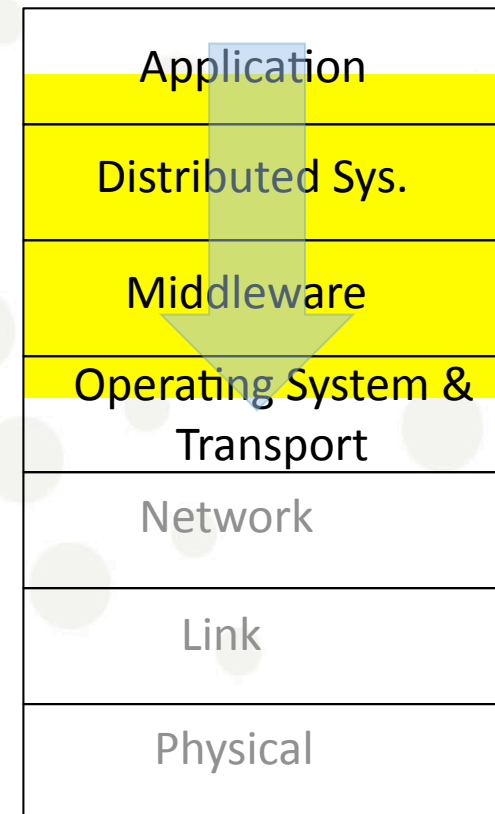 Application
Distributed Sys.
Middleware
Operating System &
Transport
Network
Link
Physical